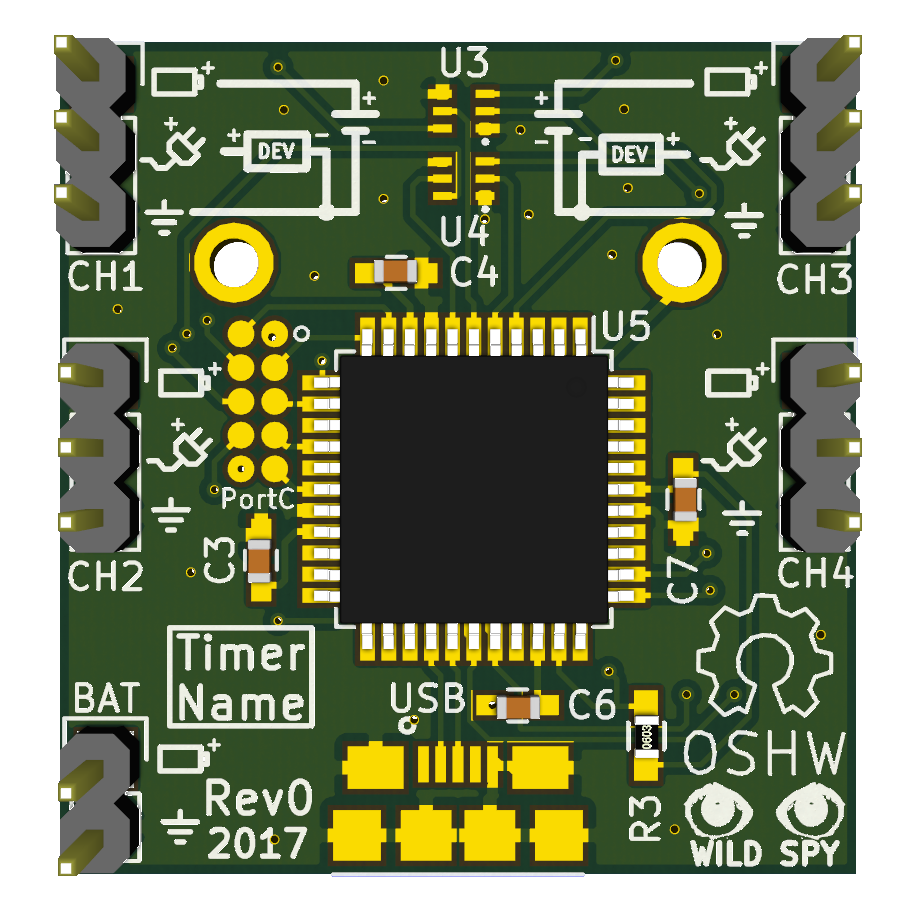 U3
+
+
+
+
DEV
+
-
-
+
+
-
-
DEV
+
+
U4
CH1
C4
CH3
U5
+
+
+
+
PortC
C3
C7
CH2
CH4
Timer
Name
BAT
USB
C6
+
0603
OSHW
Rev0
2017
R3
WILD SPY